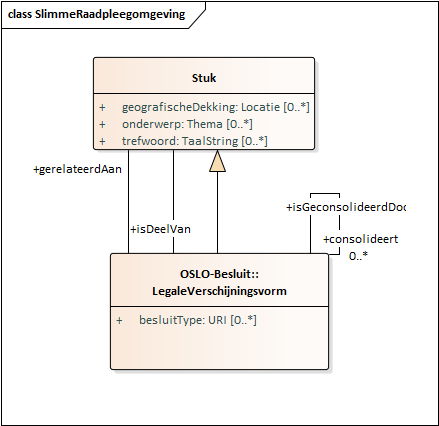 class SlimmeRaadpleegomgeving
Stuk
+ geografischeDekking: Locatie [0..*]
+ onderwerp: Thema [0..*]
+ trefwoord: TaalString [0..*]
+gerelateerdAan
+isDeelVan
+isGeconsolideerdDoo
+consolideert
0..*
OSLO-Besluit::
LegaleVerschijningsvorm
+ besluitType: URI [0..*]